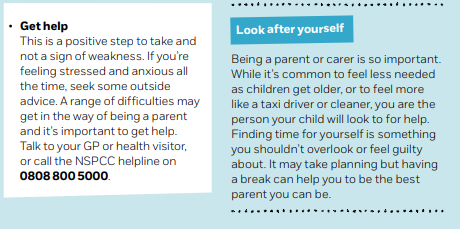 • Get help
This is a positive step to take and
not a sign of weakness. If you're
feeling stressed and anxious all
the time, seek some outside
advice. A range of difficulties may
get in the way of being a parent
and it's important to get help.
Talk to your GP or health visitor,
or call the NSPCC helpline on
0808 800 5000.
Look after yourself
Being a parent or carer is so important.
While it's common to feel less needed
as children get older, or to feel more
like a taxi driver or cleaner, you are the
person your child will look to for help.
Finding time for yourself is something
you shouldn't overlook or feel guilty
about. It may take planning but having
a break can help you to be the best
parent you can be.